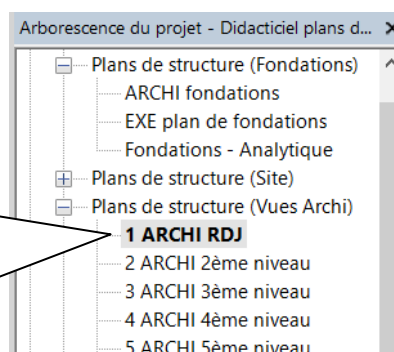 Arborescence du projet - Didacticiel plans d...
Plans de structure (Fondations)
ARCHI fondations
EXE plan de fondations
Fondations - Analytique
Plans de structure (Site)
Plans de structure (Vues Archi)
1 ARCHI RDJ
2 ARCHI 2ème niveau
3 ARCHI 3ème niveau
4 ARCHI 4ème niveau
5 ARCHI 5ème niveau